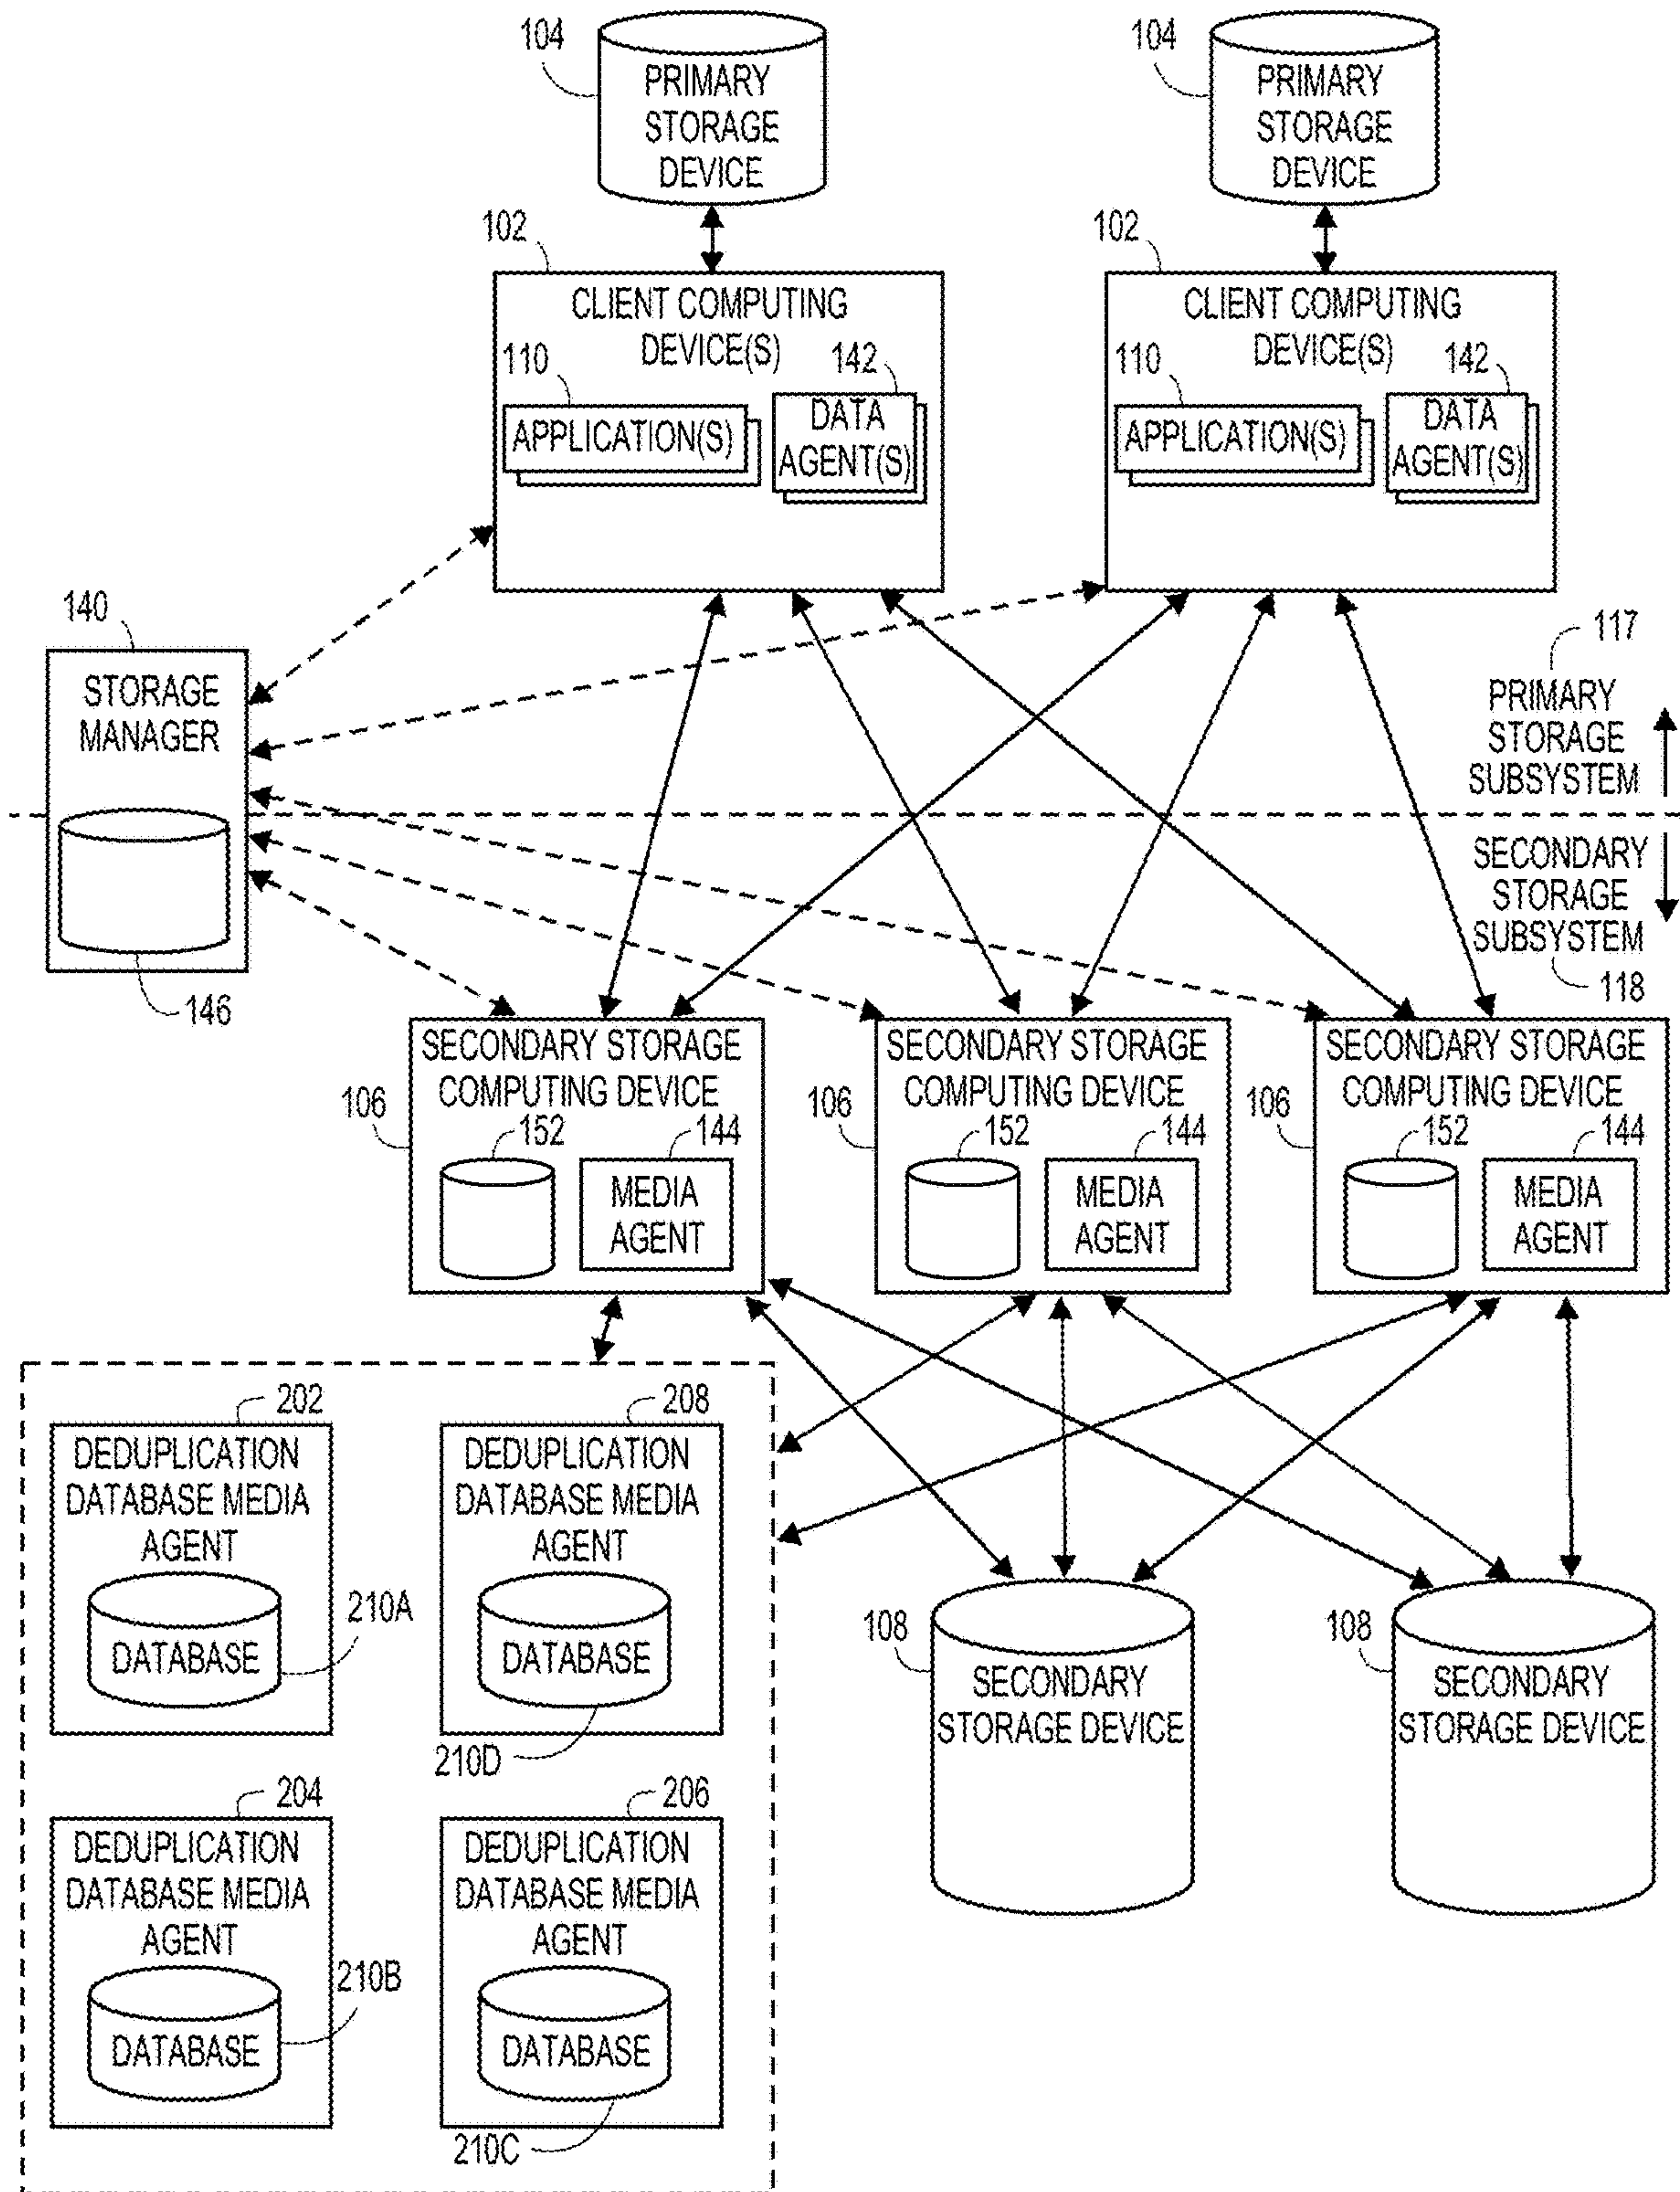 104
PRIMARY
STORAGE
DEVICE
104
PRIMARY
STORAGE
DEVICE
102
CLIENT COMPUTING
DEVICE(S)
110
APPLICATION(S)
142
DATA
AGENT(S)
102
CLIENT COMPUTING
DEVICE(S)
110
APPLICATION(S)
142
DATA
AGENT(S)
140
STORAGE
MANAGER
146
117
PRIMARY
STORAGE
SUBSYSTEM
SECONDARY
STORAGE
SUBSYSTEM
118
106
SECONDARY STORAGE
COMPUTING DEVICE
152
144
MEDIA
AGENT
106
SECONDARY STORAGE
COMPUTING DEVICE
152
144
MEDIA
AGENT
106
SECONDARY STORAGE
COMPUTING DEVICE
152
144
MEDIA
AGENT
202
DEDUPLICATION
DATABASE MEDIA
AGENT
DATABASE
210A
208
DEDUPLICATION
DATABASE MEDIA
AGENT
DATABASE
210D
204
DEDUPLICATION
DATABASE MEDIA
AGENT
DATABASE
210B
206
DEDUPLICATION
DATABASE MEDIA
AGENT
DATABASE
210C
108
SECONDARY
STORAGE DEVICE
108
SECONDARY
STORAGE DEVICE